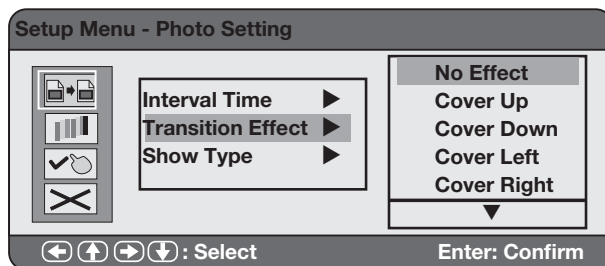 Setup Menu - Photo Setting
Interval Time
Transition Effect
Show Type
No Effect
Cover Up
Cover Down
Cover Left
Cover Right
: Select
Enter: Confirm